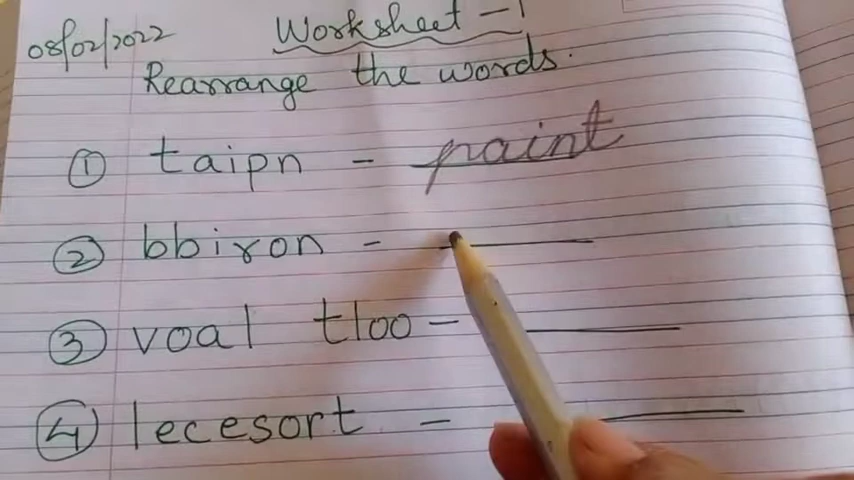 08/02/2022 Worksheet - 1
Rearrange the words.
① taipn - paint
② bbiron -
③ voal tloo -
④ lecesort -